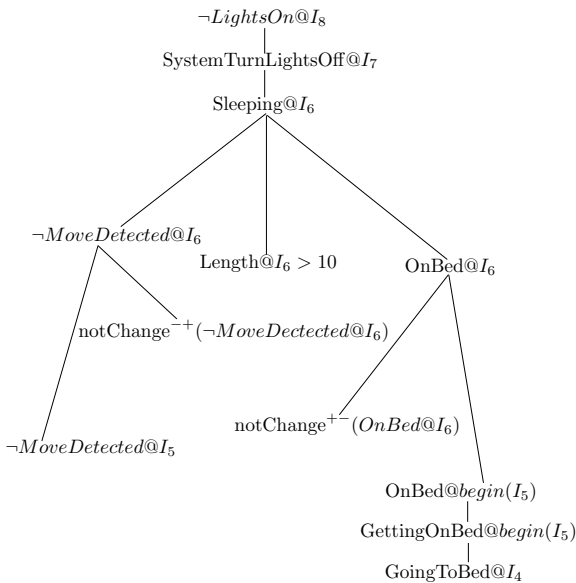 ¬LightsOn@I₈
SystemTurnLightsOff@I₇
Sleeping@I₆
¬MoveDetected@I₆
Length@I₆ > 10
OnBed@I₆
notChange⁻⁺(¬MoveDectected@I₆)
notChange⁺⁻(OnBed@I₆)
¬MoveDetected@I₅
OnBed@begin(I₅)
GettingOnBed@begin(I₅)
GoingToBed@I₄